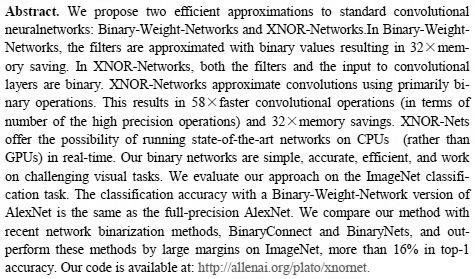 Abstract. We propose two efficient approximations to standard convolutional
neuralnetworks: Binary-Weight-Networks and XNOR-Networks.In Binary-Weight-
Networks, the filters are approximated with binary values resulting in 32×mem-
ory saving. In XNOR-Networks, both the filters and the input to convolutional
layers are binary. XNOR-Networks approximate convolutions using primarily bi-
nary operations. This results in 58×faster convolutional operations (in terms of
number of the high precision operations) and 32×memory savings. XNOR-Nets
offer the possibility of running state-of-the-art networks on CPUs (rather than
GPUs) in real-time. Our binary networks are simple, accurate, efficient, and work
on challenging visual tasks. We evaluate our approach on the ImageNet classifi-
cation task. The classification accuracy with a Binary-Weight-Network version of
AlexNet is the same as the full-precision AlexNet. We compare our method with
recent network binarization methods, BinaryConnect and BinaryNets, and out-
perform these methods by large margins on ImageNet, more than 16% in top-1
accuracy. Our code is available at: http://allenai.org/plato/xnornet.